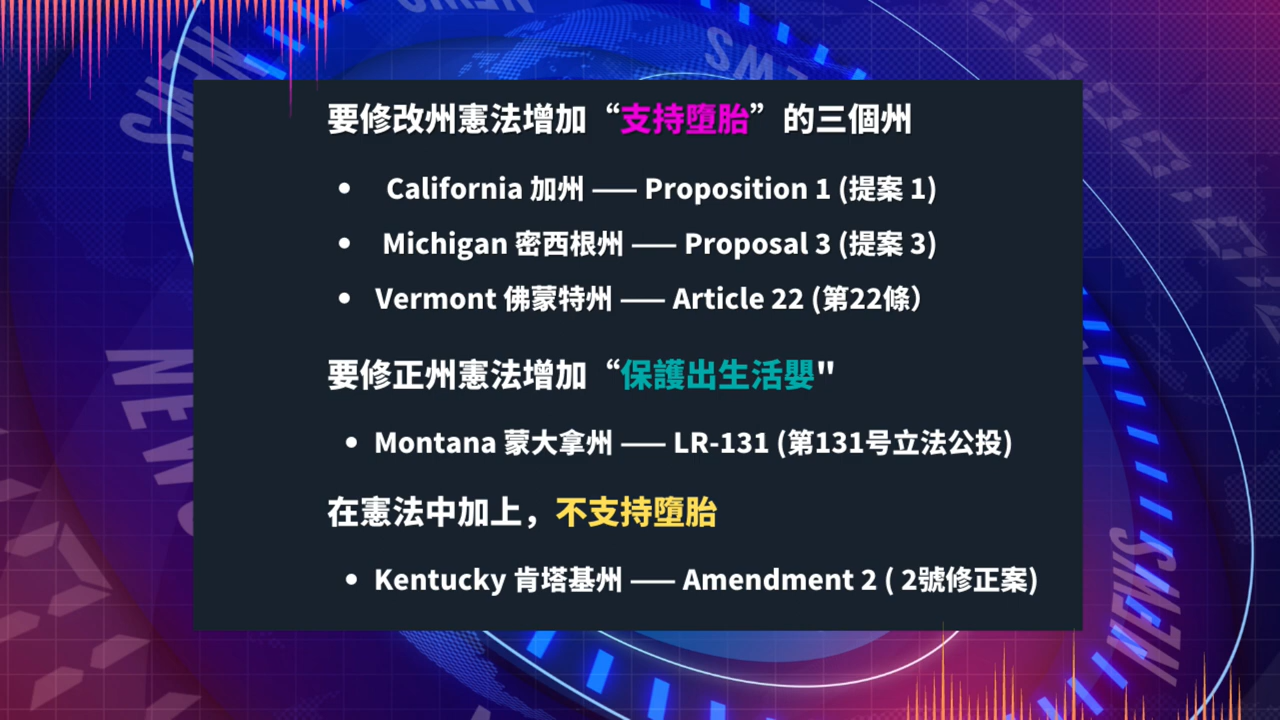 要修改州憲法增加“支持墮胎”的三個州
• California 加州 —— Proposition 1 (提案 1)
• Michigan 密西根州 —— Proposal 3 (提案 3)
• Vermont 佛蒙特州 —— Article 22 (第22條）
要修正州憲法增加“保護出生活嬰"
• Montana 蒙大拿州 —— LR-131 (第131号立法公投)
在憲法中加上，不支持墮胎
• Kentucky 肯塔基州 —— Amendment 2 ( 2號修正案)
NEWS
NEWS
NEWS
NEWS
NEWS